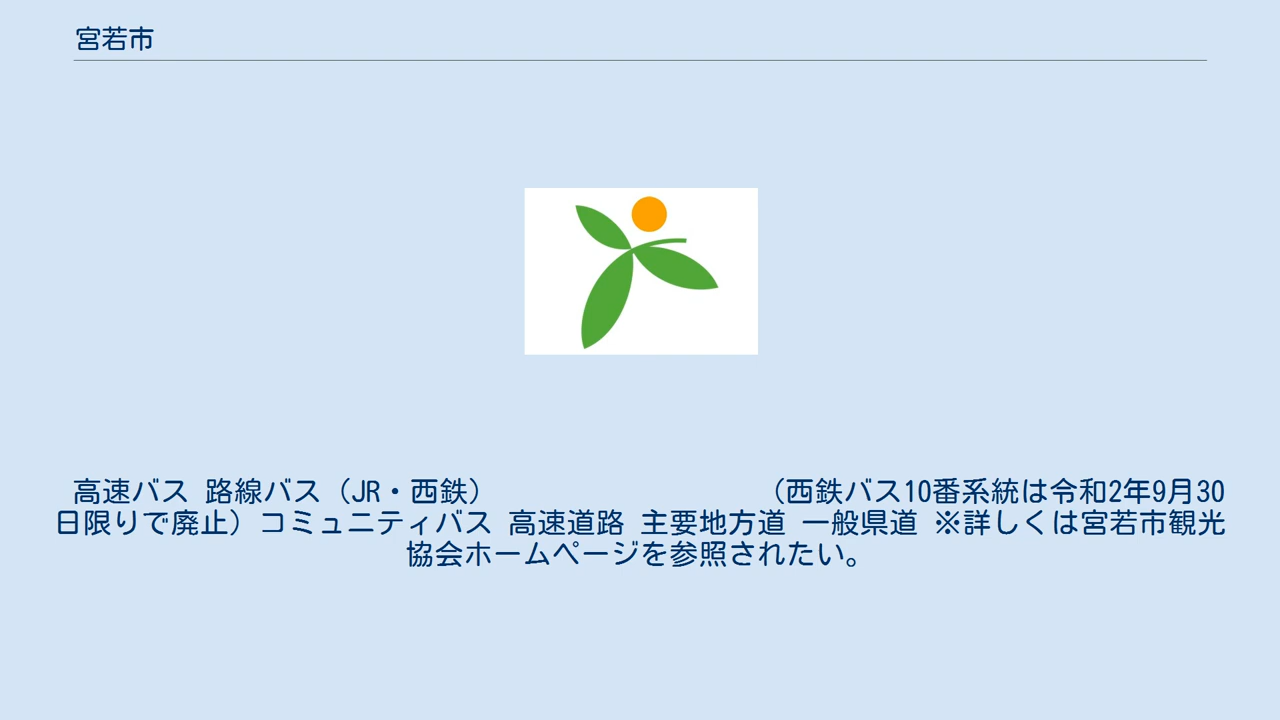 宮若市
高速バス 路線バス（JR・西鉄） （西鉄バス10番系統は令和2年9月30
日限りで廃止）コミュニティバス 高速道路 主要地方道 一般県道 ※詳しくは宮若市観光
協会ホームページを参照されたい。